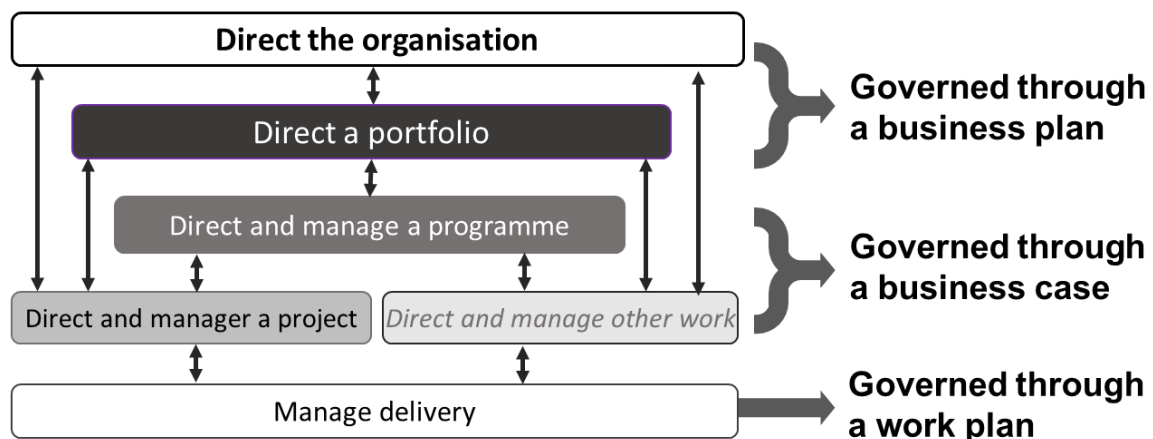 Direct the organisation
Governed through
a business plan
Direct a portfolio
Direct and manage a programme
Governed through
a business case
Direct and manager a project
Direct and manage other work
Governed through
a work plan
Manage delivery